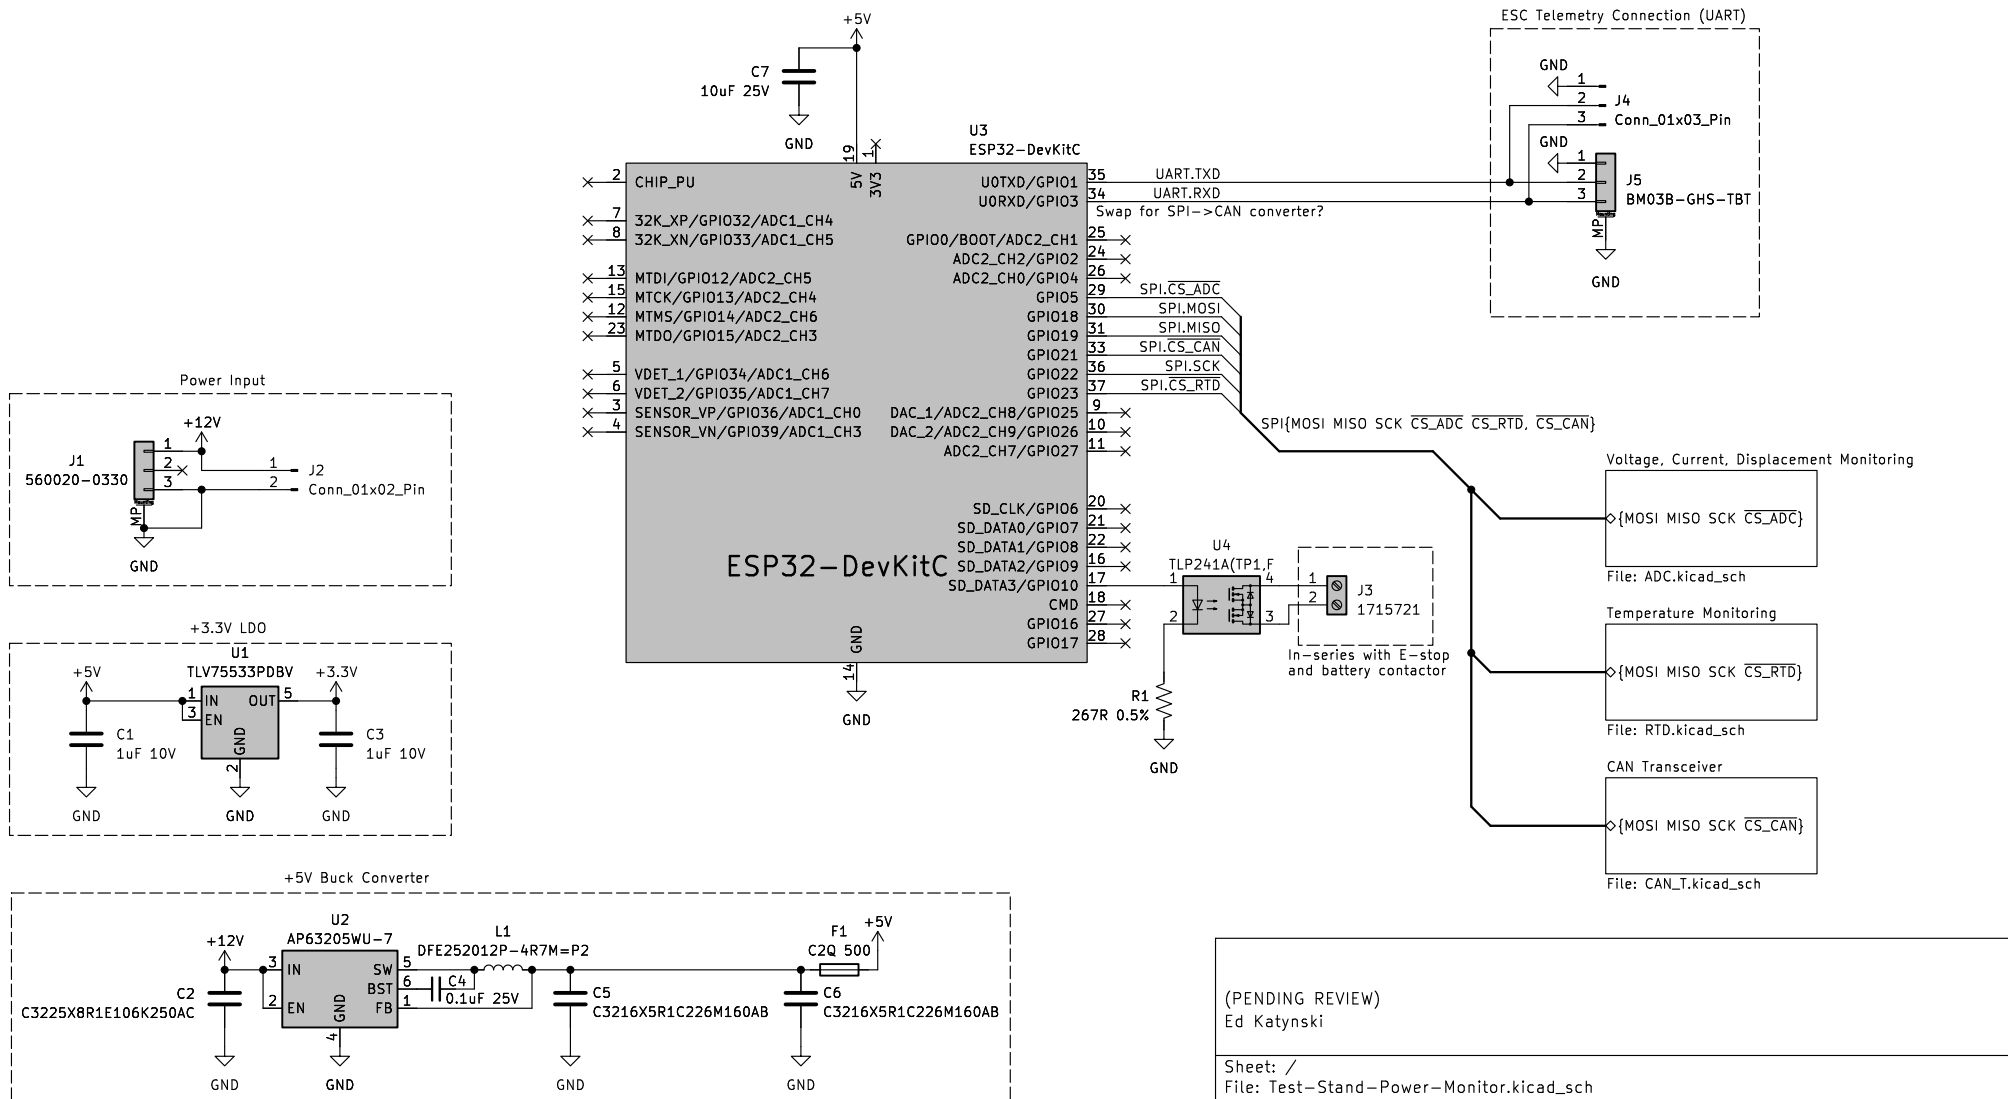 ESC Telemetry Connection (UART)
GND
1
2
3
J4
Conn_01x03_Pin
GND
1
2
3
J5
BM03B-GHS-TBT
MP
GND
+5V
C7
10uF 25V
GND
U3
ESP32-DevKitC
19
1
5V
3V3
2 CHIP_PU
7 32K_XP/GPIO32/ADC1_CH4
8 32K_XN/GPIO33/ADC1_CH5
13 MTDI/GPIO12/ADC2_CH5
15 MTCK/GPIO13/ADC2_CH4
12 MTMS/GPIO14/ADC2_CH6
23 MTDO/GPIO15/ADC2_CH3
5 VDET_1/GPIO34/ADC1_CH6
6 VDET_2/GPIO35/ADC1_CH7
3 SENSOR_VP/GPIO36/ADC1_CH0
4 SENSOR_VN/GPIO39/ADC1_CH3
U0TXD/GPIO1 35 UART.TXD
U0RXD/GPIO3 34 UART.RXD
Swap for SPI->CAN converter?
GPIO0/BOOT/ADC2_CH1 25
ADC2_CH2/GPIO2 24
ADC2_CH0/GPIO4 26
GPIO5 29 SPI.CS_ADC
GPIO18 30 SPI.MOSI
GPIO19 31 SPI.MISO
GPIO21 33 SPI.CS_CAN
GPIO22 36 SPI.SCK
GPIO23 37 SPI.CS_RTD
DAC_1/ADC2_CH8/GPIO25 9
DAC_2/ADC2_CH9/GPIO26 10
ADC2_CH7/GPIO27 11
SD_CLK/GPIO6 20
SD_DATA0/GPIO7 21
SD_DATA1/GPIO8 22
SD_DATA2/GPIO9 16
SD_DATA3/GPIO10 17
CMD 18
GPIO16 27
GPIO17 28
ESP32-DevKitC
GND
14
GND
SPI{MOSI MISO SCK CS_ADC CS_RTD, CS_CAN}
U4
TLP241A(TP1,F
1
2
4
3
1
2
J3
1715721
In-series with E-stop
and battery contactor
R1
267R 0.5%
GND
Voltage, Current, Displacement Monitoring
{MOSI MISO SCK CS_ADC}
File: ADC.kicad_sch
Temperature Monitoring
{MOSI MISO SCK CS_RTD}
File: RTD.kicad_sch
CAN Transceiver
{MOSI MISO SCK CS_CAN}
File: CAN_T.kicad_sch
Power Input
+12V
J1
560020-0330
1
2
3
MP
GND
1
2
J2
Conn_01x02_Pin
+3.3V LDO
U1
TLV75533PDBV
+5V
+3.3V
1 IN
3 EN
OUT 5
GND
2
C1
1uF 10V
C3
1uF 10V
GND
GND
GND
+5V Buck Converter
U2
AP63205WU-7
+12V
3 IN
2 EN
SW 5
BST 6
FB 1
GND
4
C2
C3225X8R1E106K250AC
L1
DFE252012P-4R7M=P2
C4
0.1uF 25V
C5
C3216X5R1C226M160AB
C6
C3216X5R1C226M160AB
F1
C2Q 500
+5V
GND
GND
GND
GND
(PENDING REVIEW)
Ed Katynski
Sheet: /
File: Test-Stand-Power-Monitor.kicad_sch